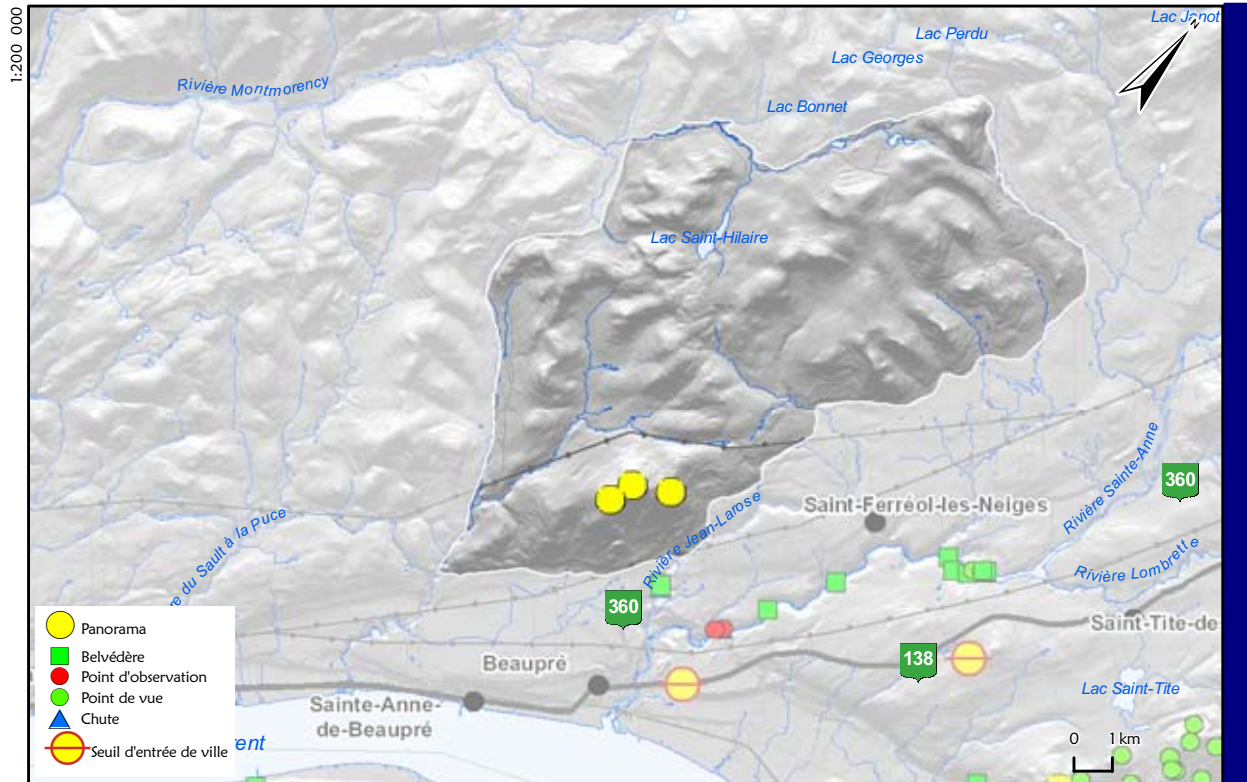 1:200 000
Lac Janot
N
Lac Perdu
Lac Georges
Rivière Montmorency
Lac Bonnet
Lac Saint-Hilaire
360
Saint-Ferréol-les-Neiges
Rivière Sainte-Anne
re du Sault à la Puce
Rivière Jean-Larose
Rivière Lombrette
360
Saint-Tite-de
138
Beaupré
Lac Saint-Tite
Sainte-Anne-
de-Beaupré
rent
0 1 km
Panorama
Belvédère
Point d'observation
Point de vue
Chute
Seuil d'entrée de ville